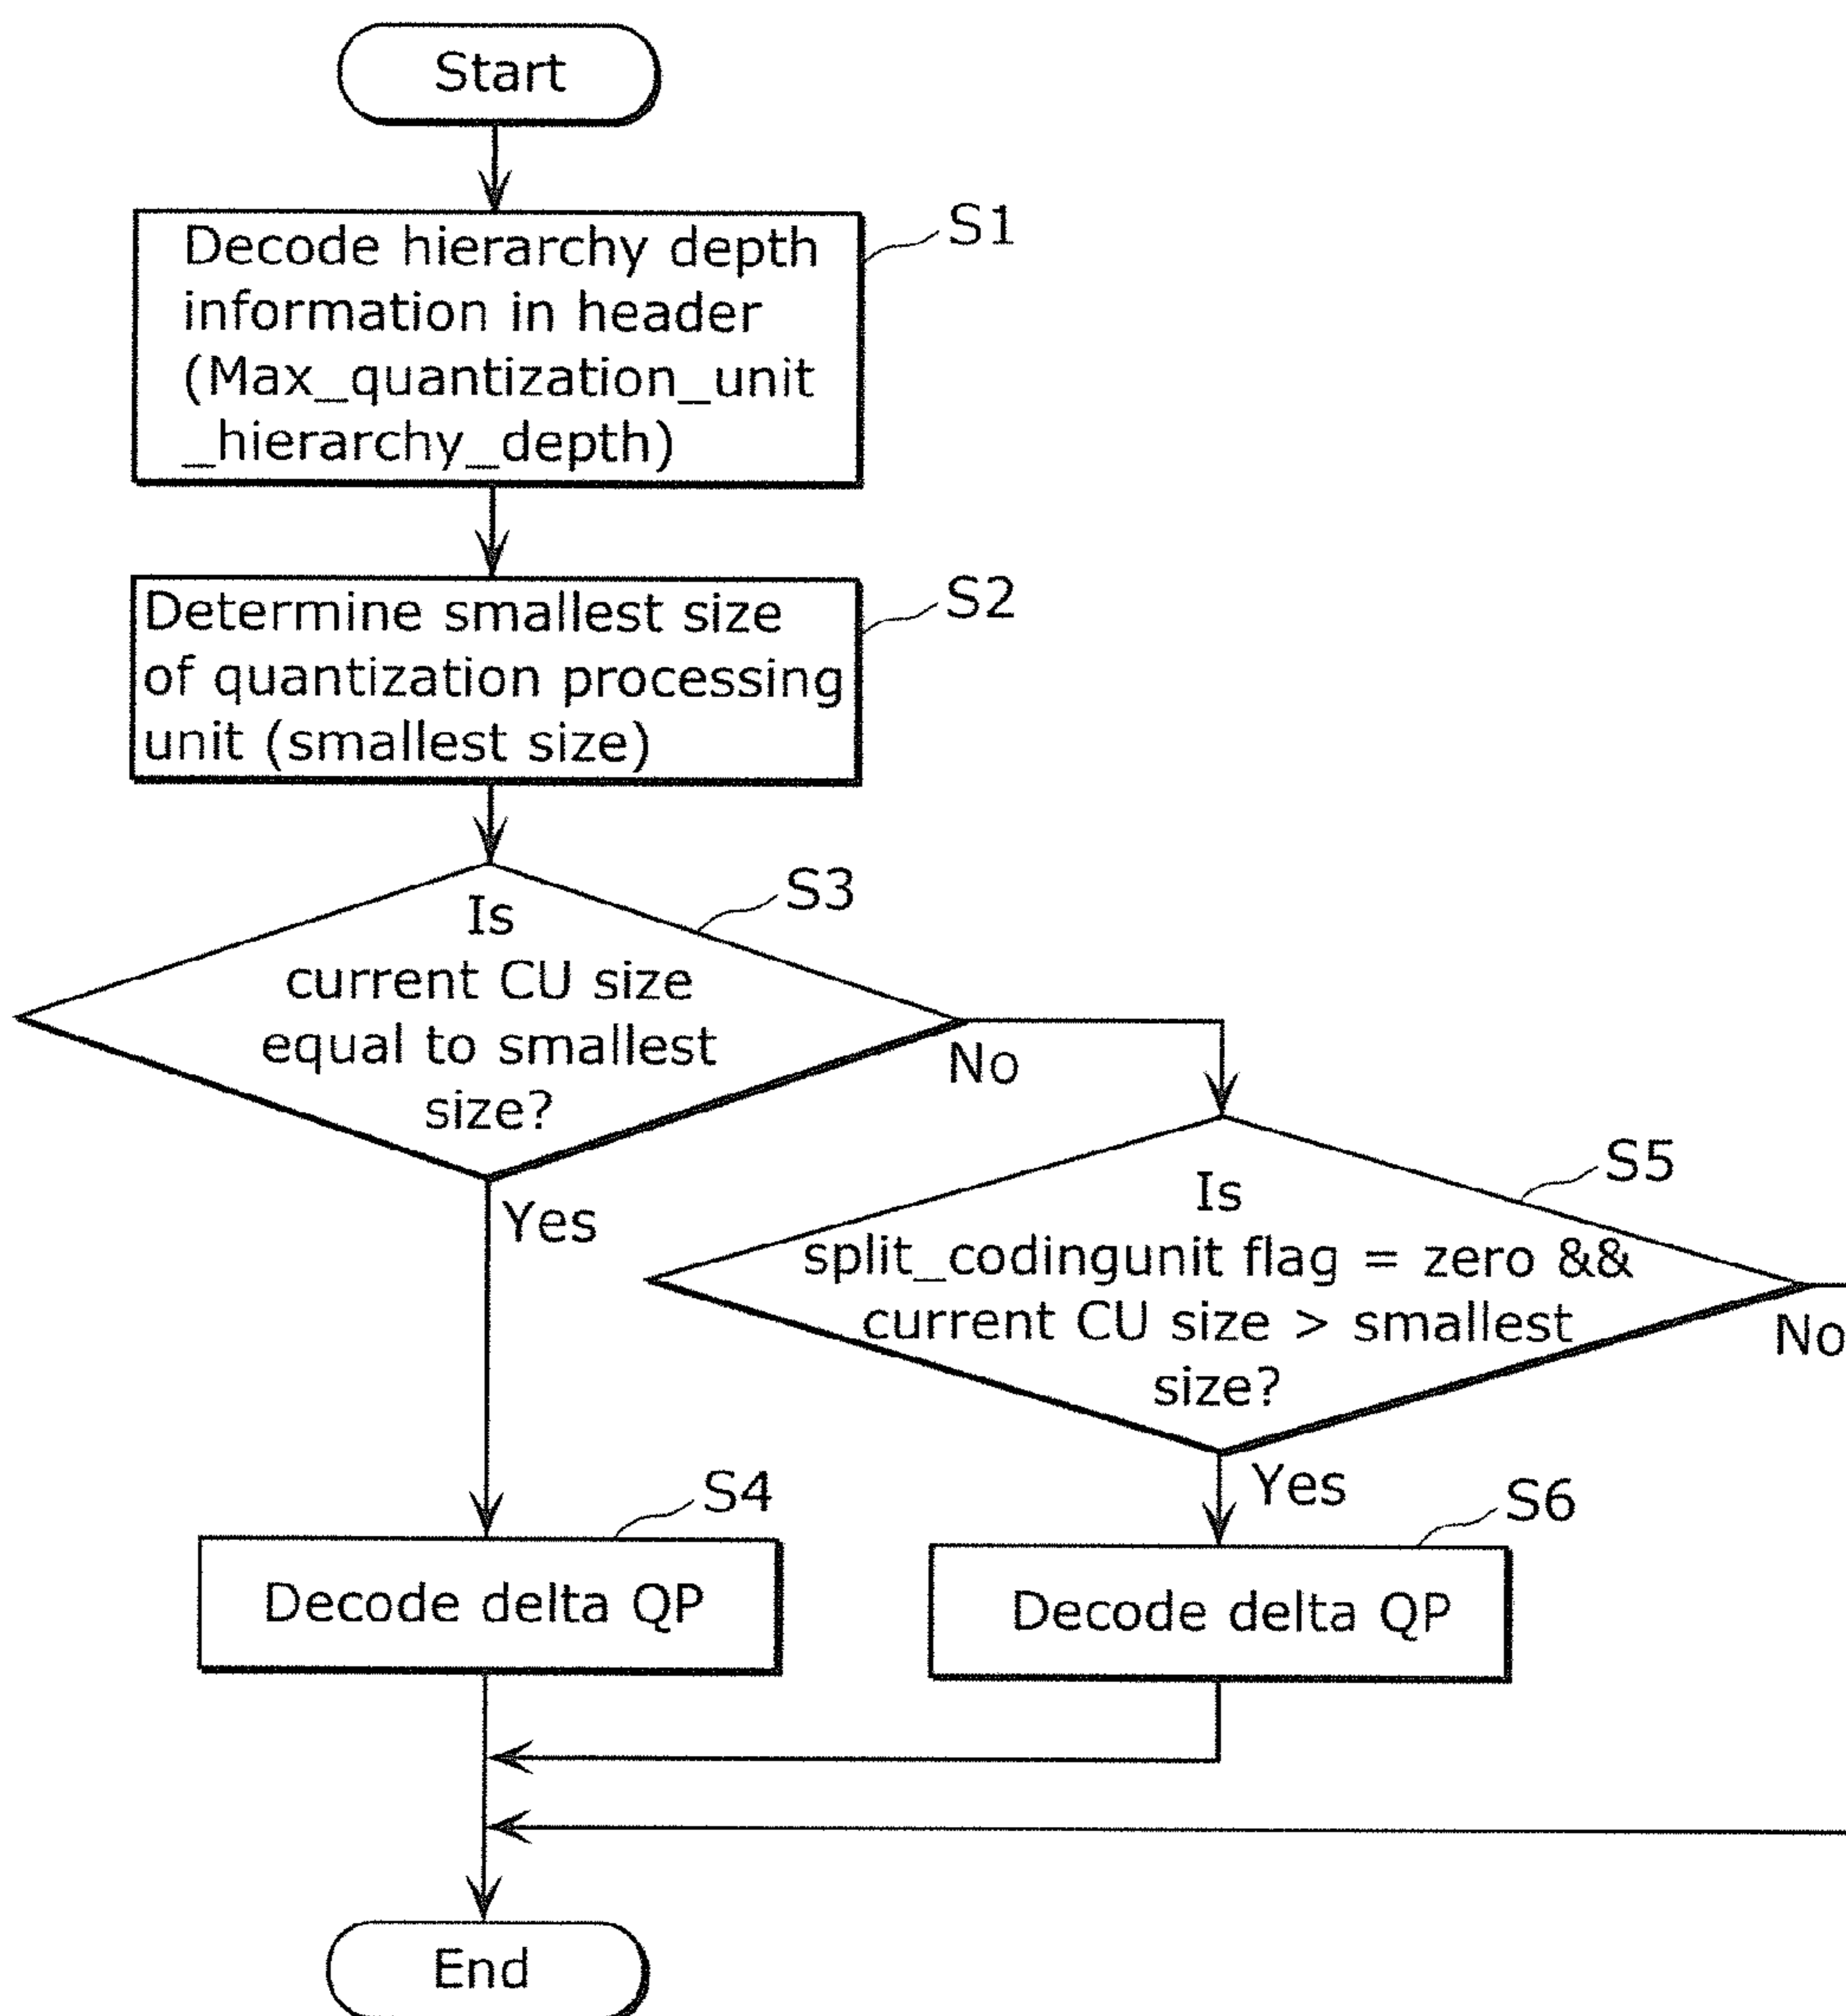 Start
Decode hierarchy depth
information in header
(Max_quantization_unit
_hierarchy_depth)
S1
Determine smallest size
of quantization processing
unit (smallest size)
S2
Is
current CU size
equal to smallest
size?
S3
No
Yes
Is
split_codingunit flag = zero &&
current CU size > smallest
size?
S5
No
Yes
Decode delta QP
S4
Decode delta QP
S6
End